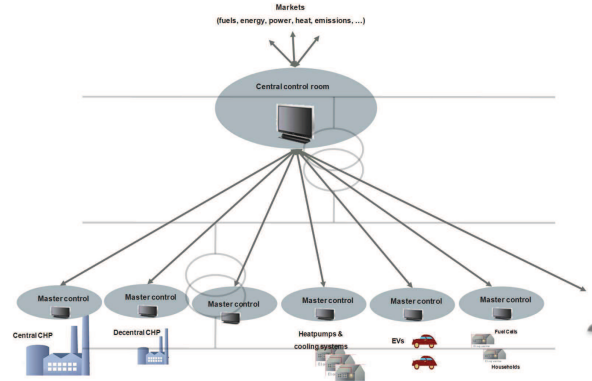 Markets
(fuels, energy, power, heat, emissions, ...)
Central control room
Master control
Master control
Master control
Master control
Master control
Master control
Central CHP
Decentral CHP
Heatpumps &
cooling systems
EVs
Fuel Cells
Households